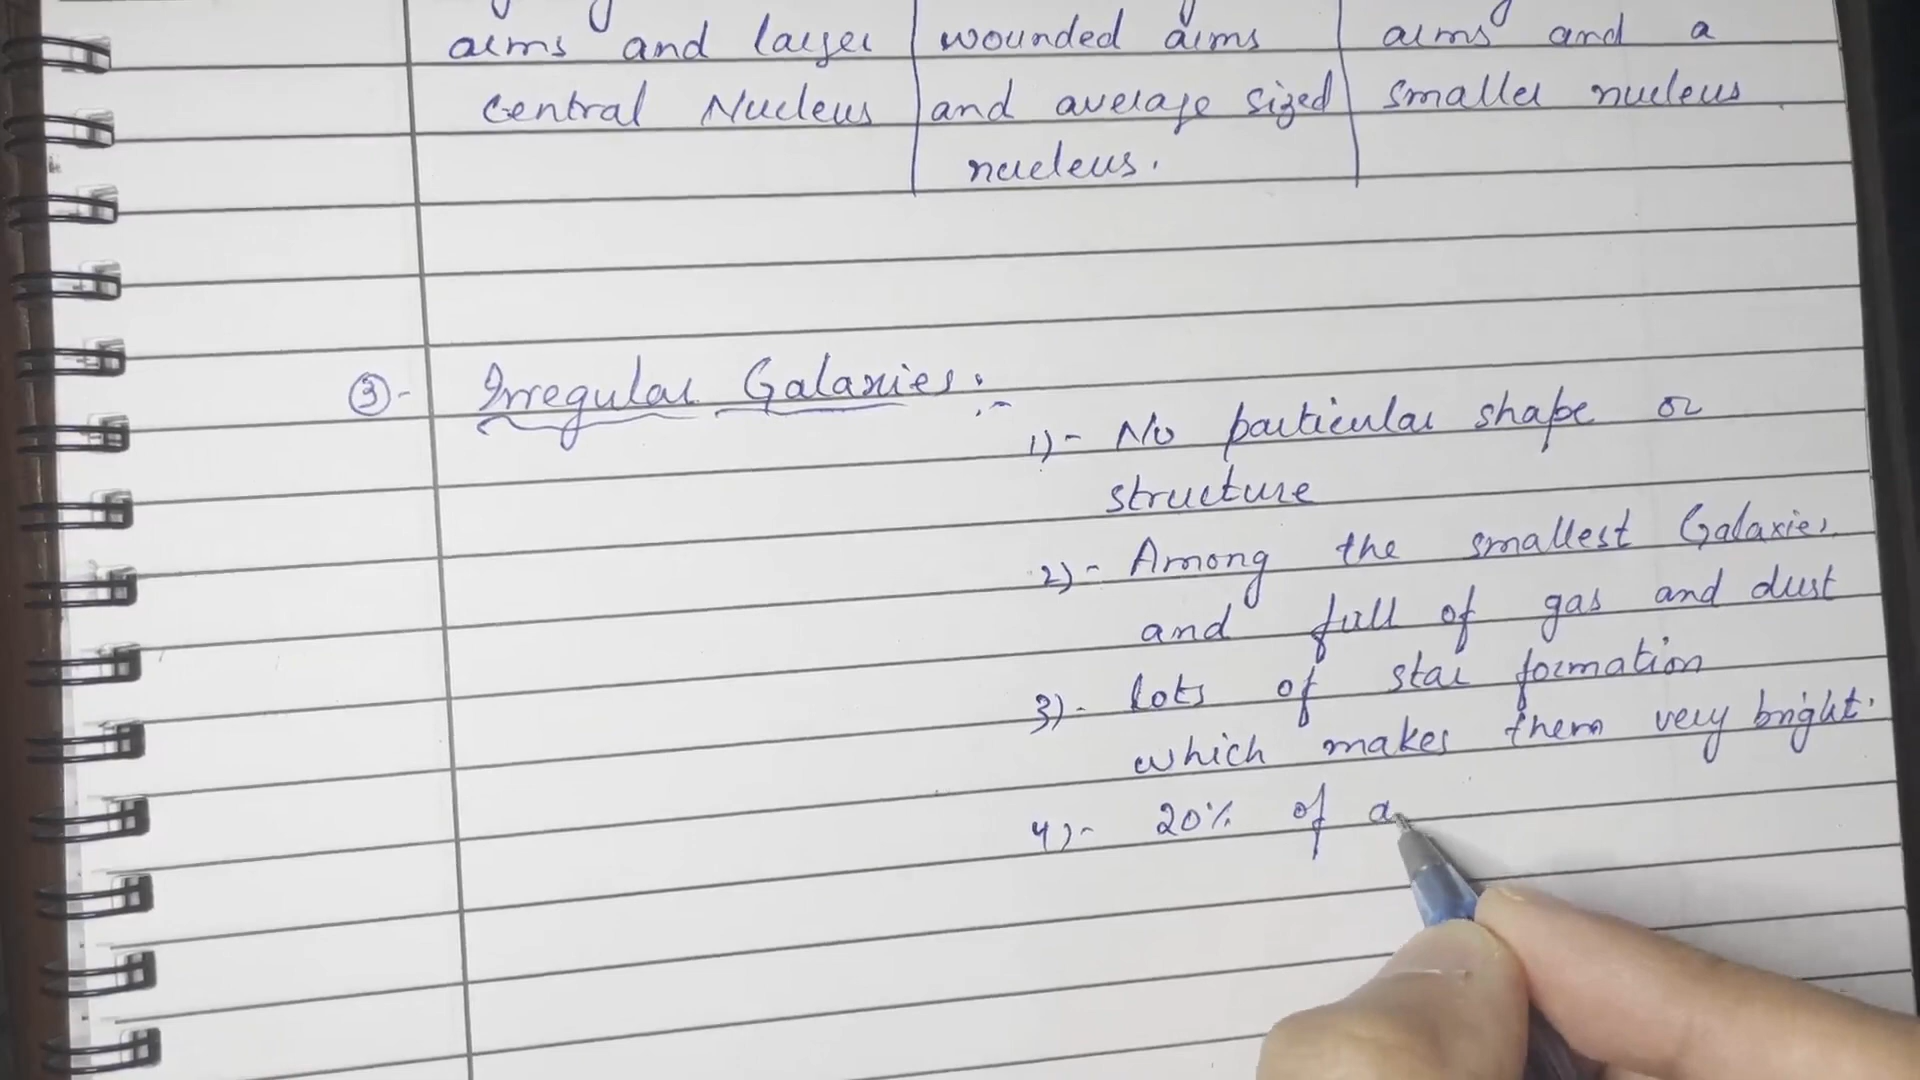 arms and larger
central Nucleus
wounded arms
and average sized
nucleus.
arms and a
smaller nucleus.
③- Irregular Galaxies:-
1)- No particular shape or
structure
2)- Among the smallest Galaxies
and full of gas and dust
3)- lots of star formation
which makes them very bright.
4)- 20% of a